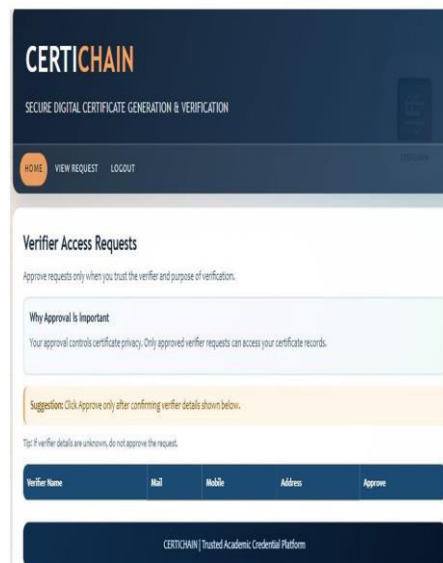 CERTICHAIN
SECURE DIGITAL CERTIFICATE GENERATION & VERIFICATION
HOME VIEW REQUEST LOGOUT
Verifier Access Requests
Approve requests only when you trust the verifier and purpose of verification.
Why Approval Is Important
Your approval controls certificate privacy. Only approved verifier requests can access your certificate records.
Suggestion: Click Approve only after confirming verifier details shown below.
Tip: If verifier details are unknown, do not approve the request.
Verifier Name Mail Mobile Address Approve
CERTICHAIN | Trusted Academic Credential Platform